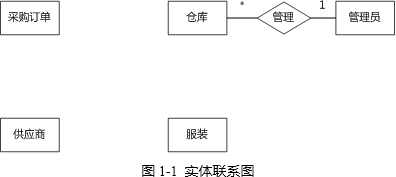 采购订单 仓库 * 管理 1 管理员
供应商 服装
图 1-1 实体联系图